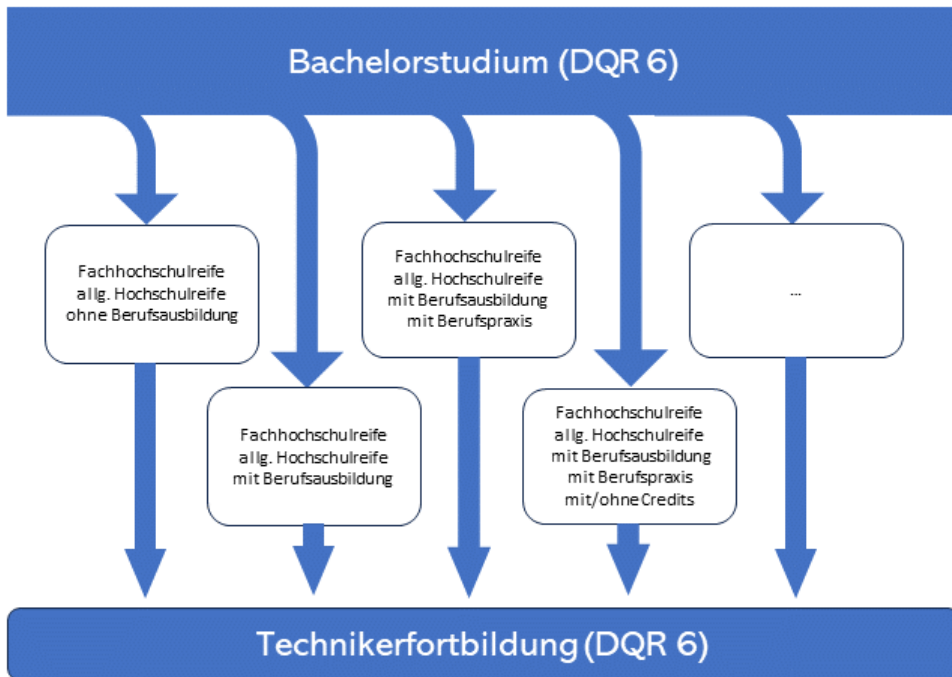 Bachelorstudium (DQR 6)
Fachhochschulreife
allg. Hochschulreife
ohne Berufsausbildung
Fachhochschulreife
allg. Hochschulreife
mit Berufsausbildung
Fachhochschulreife
allg. Hochschulreife
mit Berufsausbildung
mit Berufspraxis
Fachhochschulreife
allg. Hochschulreife
mit Berufsausbildung
mit Berufspraxis
mit/ohne Credits
...
Technikerfortbildung (DQR 6)